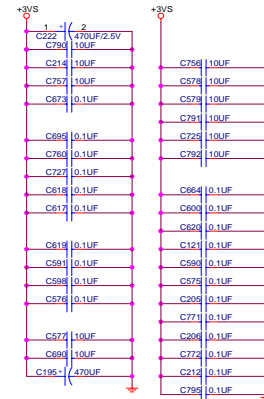 +3VS +3VS
1 + 2
C222 470UF/2.5V
C790 10UF
C214 10UF
C757 10UF
C673 0.1UF
C695 0.1UF
C760 0.1UF
C727 0.1UF
C618 0.1UF
C617 0.1UF
C619 0.1UF
C591 0.1UF
C598 0.1UF
C576 0.1UF
C577 10UF
C690 10UF
C195 + 470UF
C756 10UF
C578 10UF
C579 10UF
C791 10UF
C725 10UF
C792 10UF
C664 0.1UF
C600 0.1UF
C620 0.1UF
C121 0.1UF
C590 0.1UF
C575 0.1UF
C205 0.1UF
C771 0.1UF
C206 0.1UF
C772 0.1UF
C212 0.1UF
C795 0.1UF